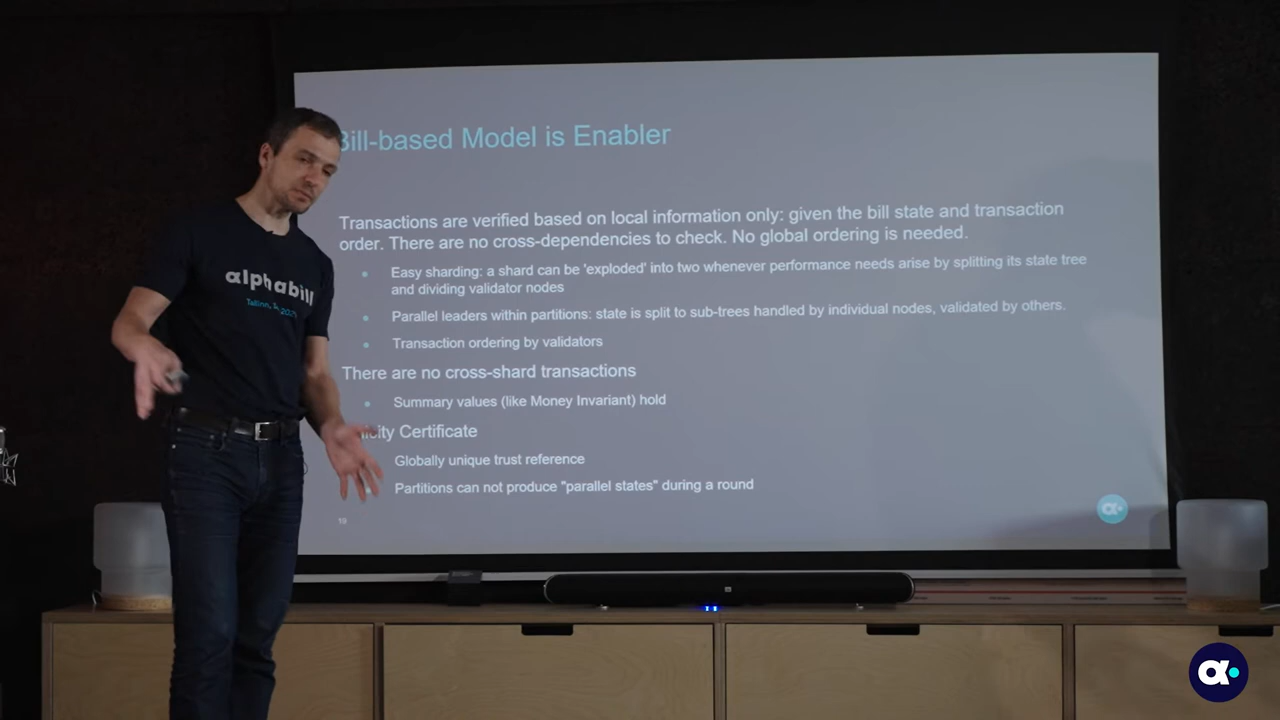 Bill-based Model is Enabler
Transactions are verified based on local information only: given the bill state and transaction
order. There are no cross-dependencies to check. No global ordering is needed.
Easy sharding: a shard can be 'exploded' into two whenever performance needs arise by splitting its state tree
and dividing validator nodes
Parallel leaders within partitions: state is split to sub-trees handled by individual nodes, validated by others.
Transaction ordering by validators
There are no cross-shard transactions
Summary values (like Money Invariant) hold
Certificate
Globally unique trust reference
Partitions can not produce "parallel states" during a round
19
alphabill
Tallinn,